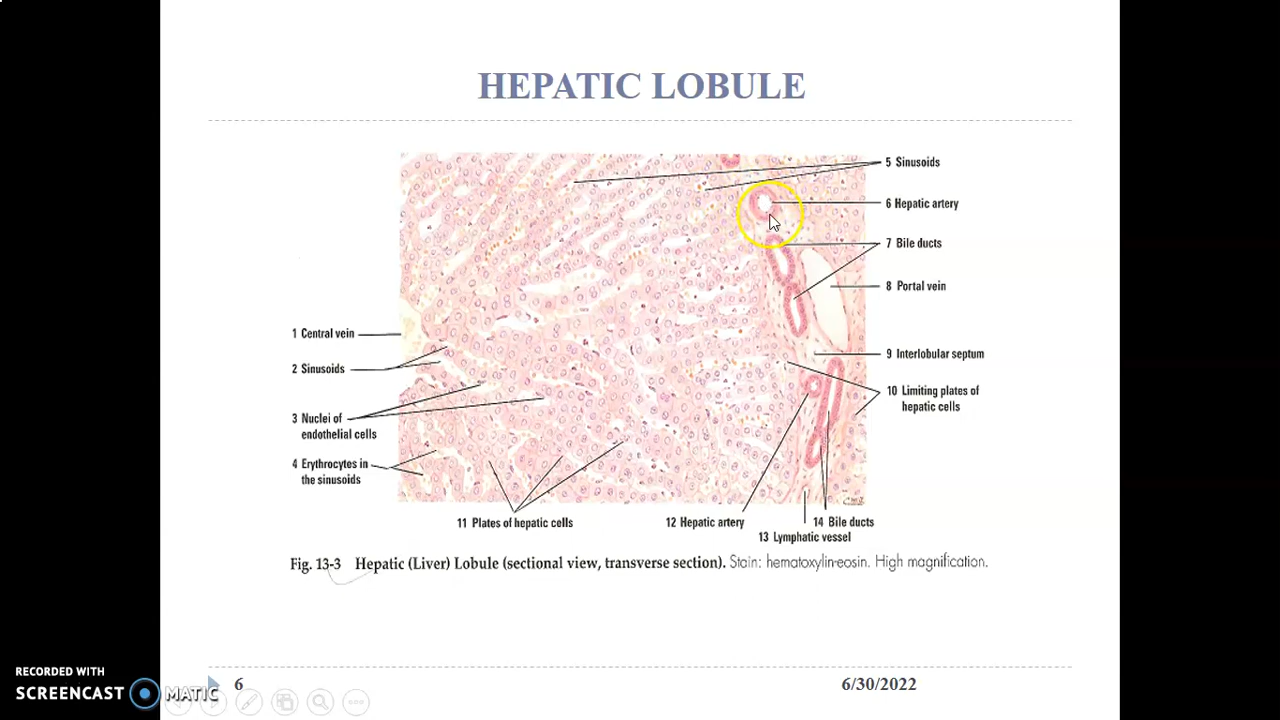 HEPATIC LOBULE
5 Sinusoids
6 Hepatic artery
7 Bile ducts
8 Portal vein
1 Central vein
9 Interlobular septum
2 Sinusoids
10 Limiting plates of
hepatic cells
3 Nuclei of
endothelial cells
4 Erythrocytes in
the sinusoids
11 Plates of hepatic cells
12 Hepatic artery
14 Bile ducts
13 Lymphatic vessel
Fig. 13-3 Hepatic (Liver) Lobule (sectional view, transverse section). Stain: hematoxylin-eosin. High magnification.
RECORDED WITH
SCREENCAST MATIC
6
6/30/2022